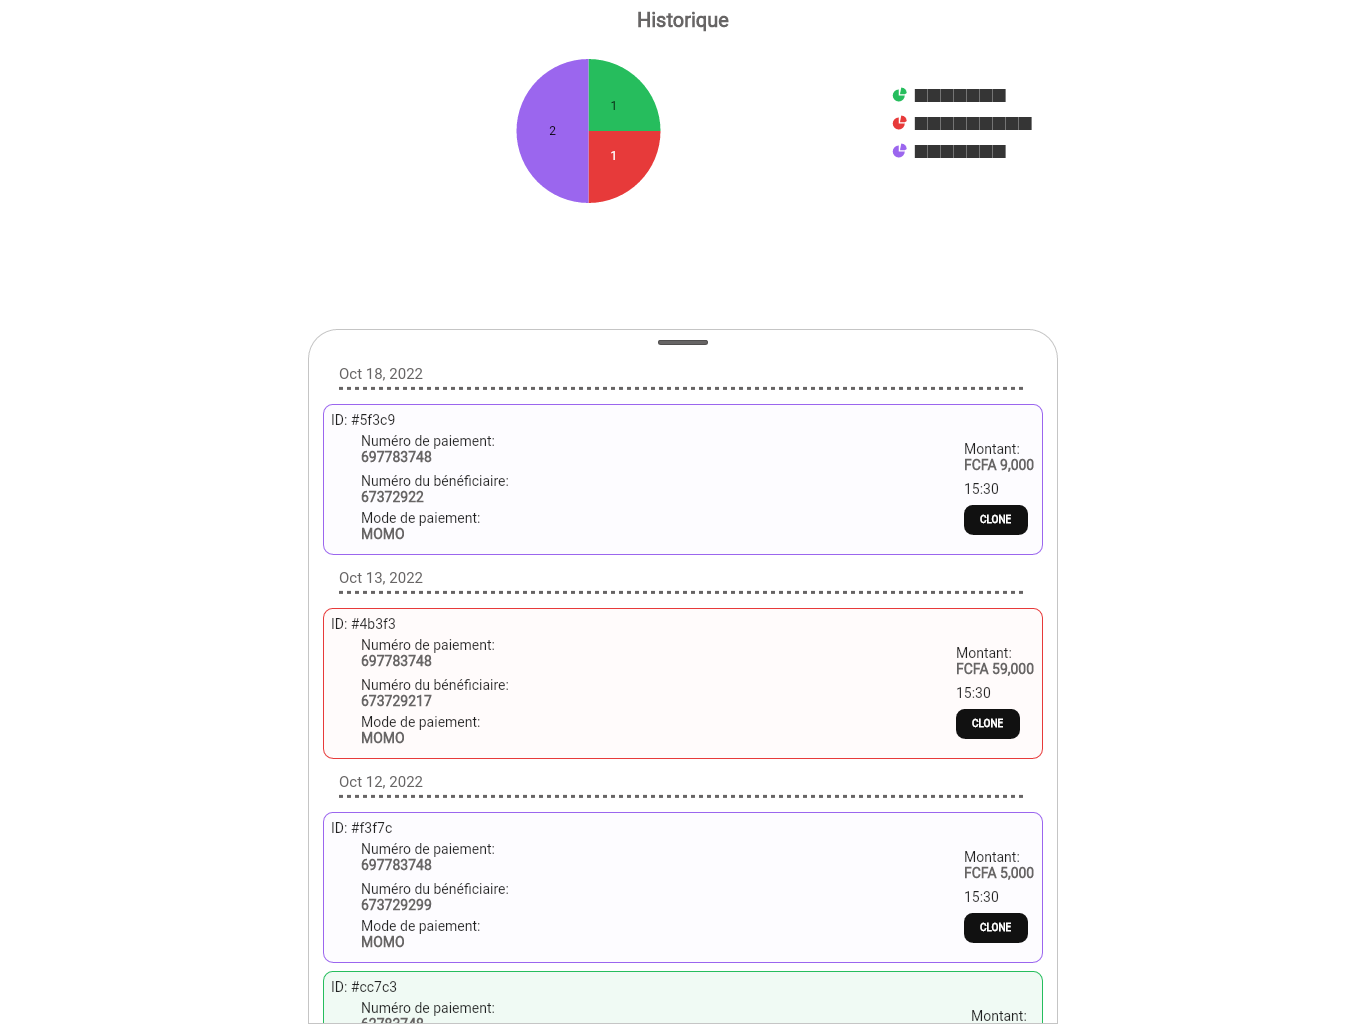 Historique
1
2
1
Oct 18, 2022
ID: #5f3c9
Numéro de paiement:
697783748
Montant:
FCFA 9,000
Numéro du bénéficiaire:
67372922
15:30
Mode de paiement:
MOMO
CLONE
Oct 13, 2022
ID: #4b3f3
Numéro de paiement:
697783748
Montant:
FCFA 59,000
Numéro du bénéficiaire:
673729217
15:30
Mode de paiement:
MOMO
CLONE
Oct 12, 2022
ID: #f3f7c
Numéro de paiement:
697783748
Montant:
FCFA 5,000
Numéro du bénéficiaire:
673729299
15:30
Mode de paiement:
MOMO
CLONE
ID: #cc7c3
Numéro de paiement:
Montant: